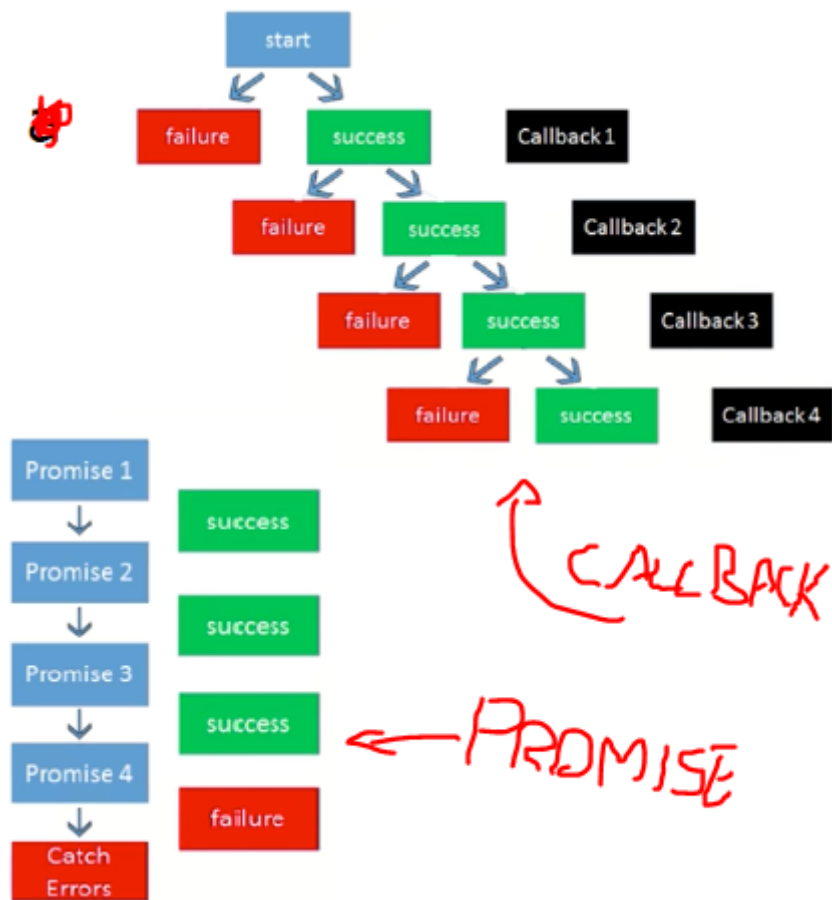 start
failure success Callback 1
failure success Callback 2
failure success Callback 3
failure success Callback 4
Promise 1
success
Promise 2
success
Promise 3
success
Promise 4
failure
Catch
Errors
CALLBACK
PROMISE